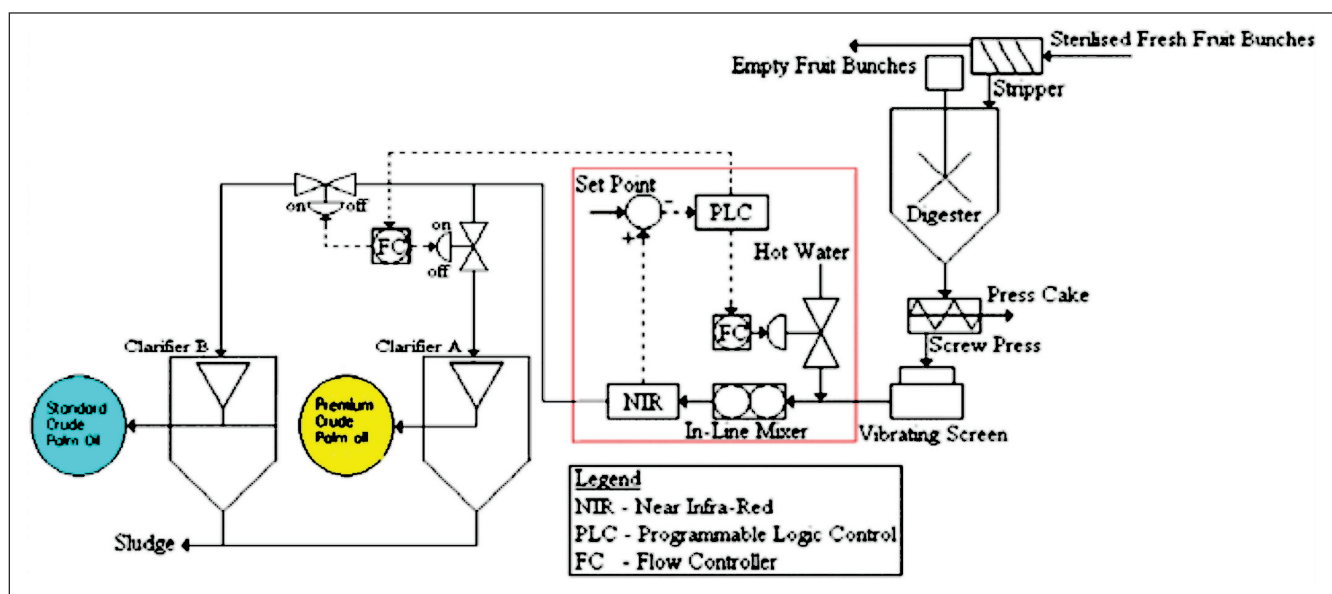 Sterilised Fresh Fruit Bunches
Empty Fruit Bunches
Stripper
Digester
Set Point
-
+
PLC
Hot Water
on
off
FC
on
off
FC
Press Cake
Screw Press
Clarifier B
Clarifier A
Standard
Crude
Palm Oil
Premium
Crude
Palm oil
NIR
In-Line Mixer
Vibrating Screen
Sludge
Legend
NIR - Near Infra-Red
PLC - Programmable Logic Control
FC - Flow Controller